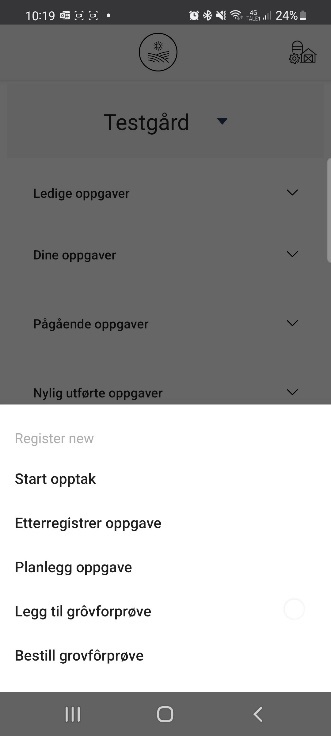 10:19
4G
24%
Testgård
Ledige oppgaver
Dine oppgaver
Pågående oppgaver
Nylig utførte oppgaver
Register new
Start opptak
Etterregistrer oppgave
Planlegg oppgave
Legg til grôvforprøve
Bestill grovfôrprøve